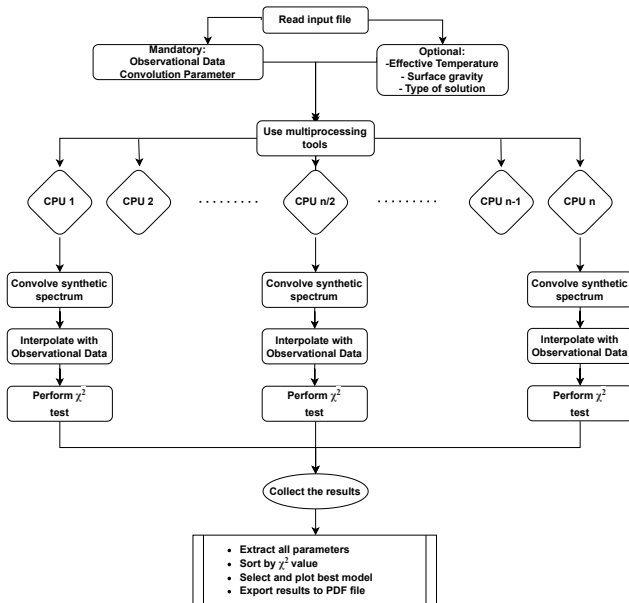 Read input file
Mandatory:
Observational Data
Convolution Parameter
Optional:
-Effective Temperature
- Surface gravity
- Type of solution
Use multiprocessing
tools
CPU 1
CPU 2
. . . . . . . . .
CPU n/2
. . . . . . . . .
CPU n-1
CPU n
Convolve synthetic
spectrum
Convolve synthetic
spectrum
Convolve synthetic
spectrum
Interpolate with
Observational Data
Interpolate with
Observational Data
Interpolate with
Observational Data
Perform χ²
test
Perform χ²
test
Perform χ²
test
Collect the results
• Extract all parameters
• Sort by χ² value
• Select and plot best model
• Export results to PDF file